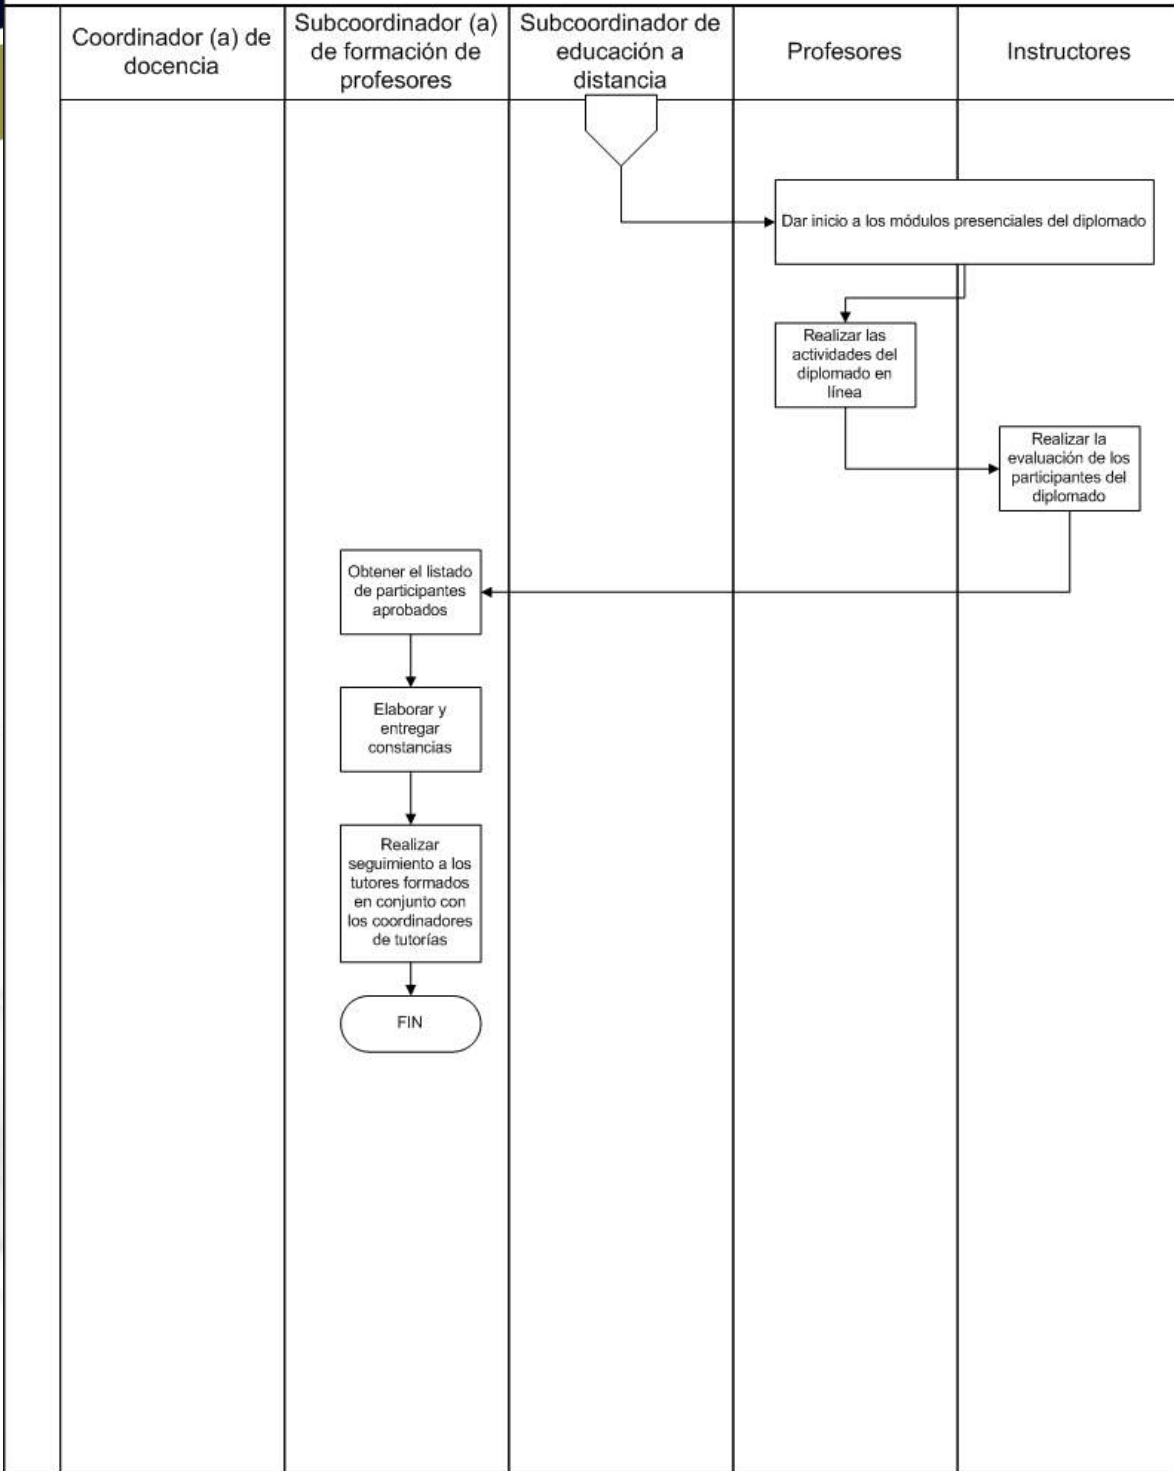 Coordinador (a) de
docencia
Subcoordinador (a)
de formación de
profesores
Subcoordinador de
educación a
distancia
Profesores
Instructores
Dar inicio a los módulos presenciales del diplomado
Realizar las
actividades del
diplomado en
línea
Realizar la
evaluación de los
participantes del
diplomado
Obtener el listado
de participantes
aprobados
Elaborar y
entregar
constancias
Realizar
seguimiento a los
tutores formados
en conjunto con
los coordinadores
de tutorías
FIN